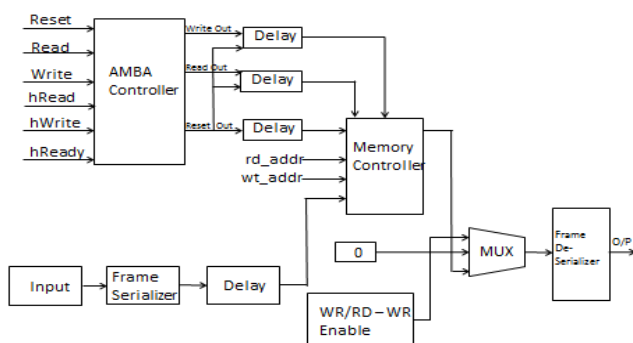 Reset
Read
Write
hRead
hWrite
hReady
AMBA
Controller
Write Out
Read Out
Reset Out
Delay
Delay
Delay
rd_addr
wt_addr
Memory
Controller
Input
Frame
Serializer
Delay
0
WR/RD – WR
Enable
MUX
Frame
De-
Serializer
O/P